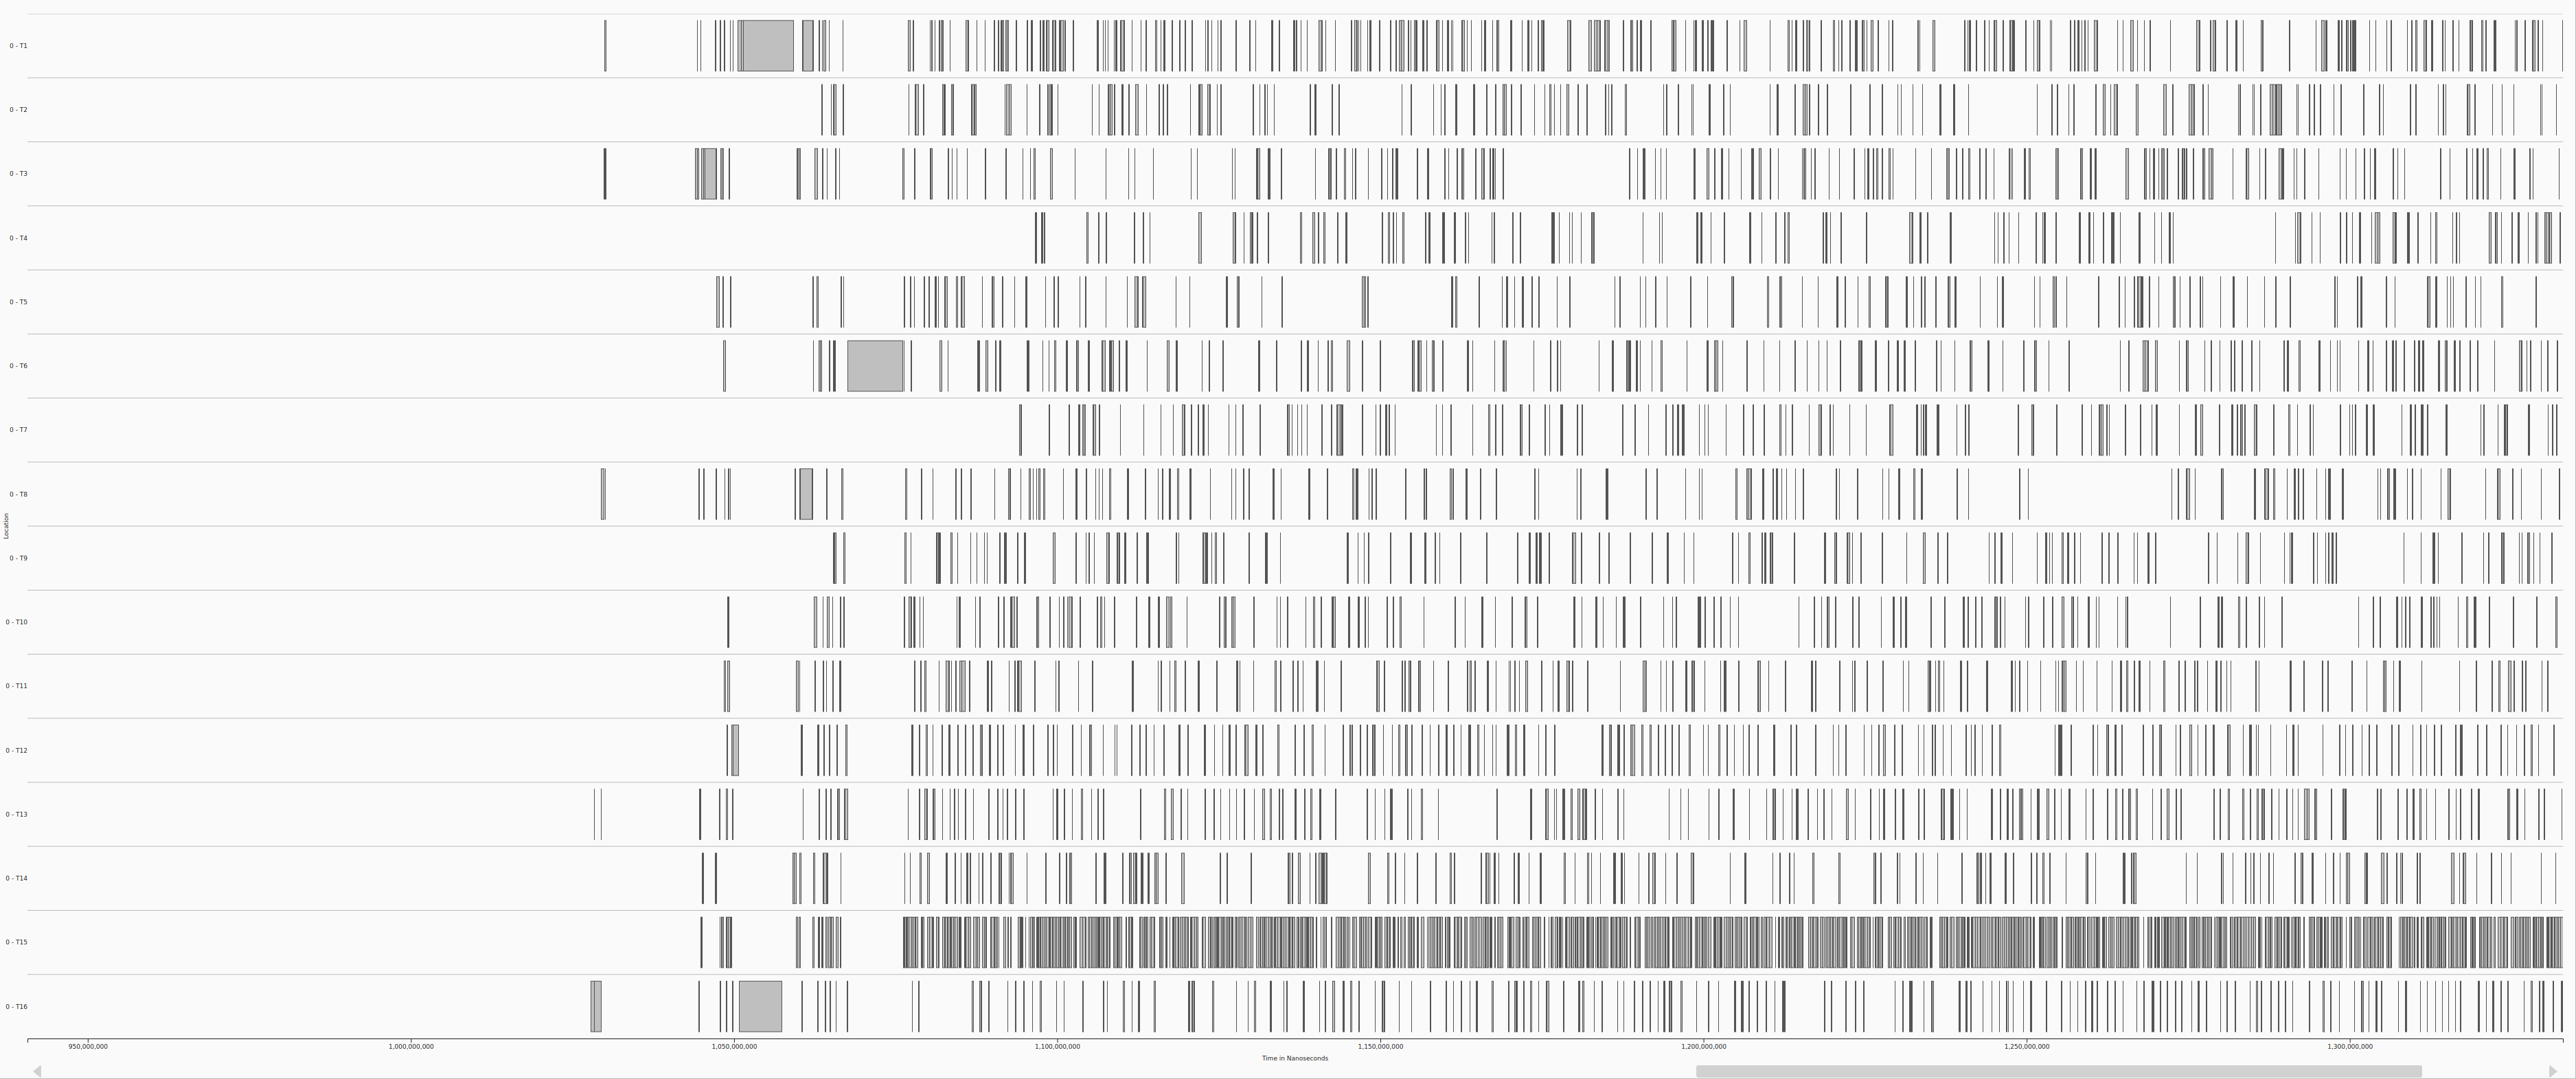 0 - T1
0 - T2
0 - T3
0 - T4
0 - T5
0 - T6
0 - T7
0 - T8
Location
0 - T9
0 - T10
0 - T11
0 - T12
0 - T13
0 - T14
0 - T15
0 - T16
950,000,000 1,000,000,000 1,050,000,000 1,100,000,000 1,150,000,000 1,200,000,000 1,250,000,000 1,300,000,000
Time in Nanoseconds